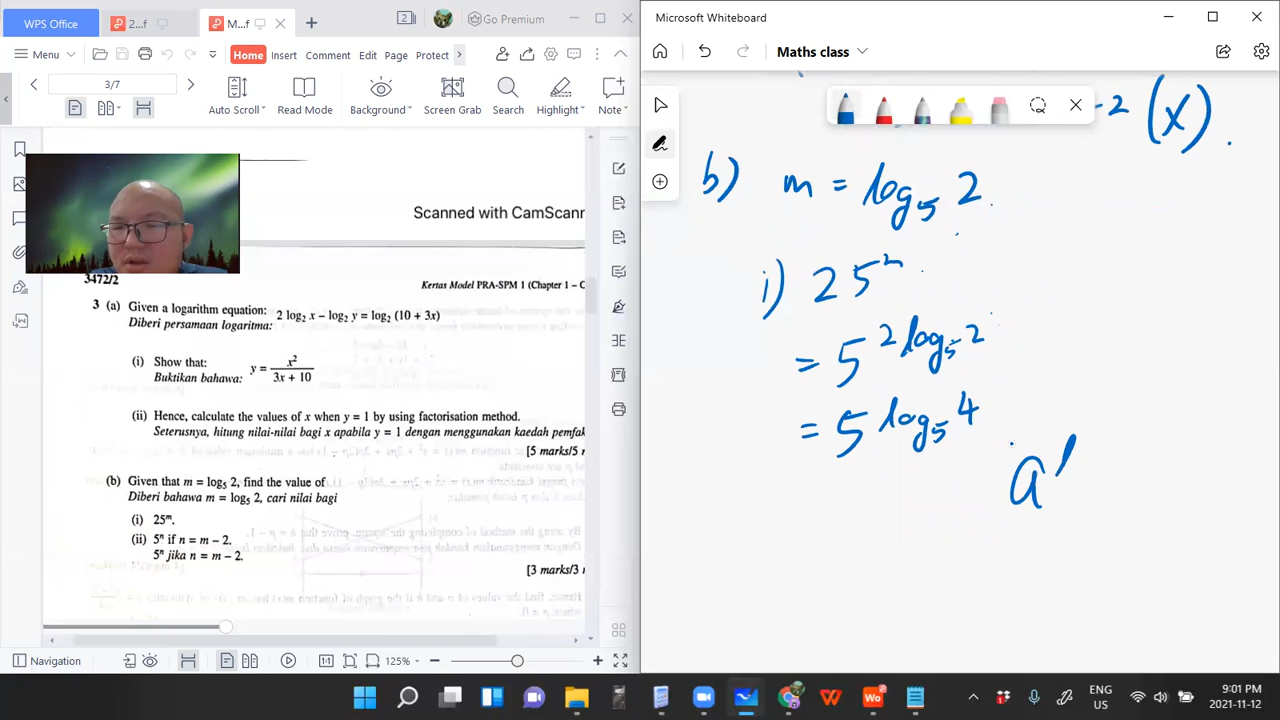 WPS Office
2...f
M...f
2
Go Premium
Menu
Home
Insert
Comment
Edit
Page
Protect
3/7
Auto Scroll
Read Mode
Background
Screen Grab
Search
Highlight
Note
Scanned with CamScann
3472/2
Kertas Model PRA-SPM 1 (Chapter 1 – C
3 (a) Given a logarithm equation: 2 log₂ x – log₂ y = log₂ (10 + 3x)
Diberi persamaan logaritma:
(i) Show that: y = x² / (3x + 10)
Buktikan bahawa:
(ii) Hence, calculate the values of x when y = 1 by using factorisation method.
Seterusnya, hitung nilai-nilai bagi x apabila y = 1 dengan menggunakan kaedah pemfak
[5 marks/5
(b) Given that m = log₅ 2, find the value of
Diberi bahawa m = log₅ 2, cari nilai bagi
(i) 25ᵐ.
(ii) 5ⁿ if n = m – 2.
5ⁿ jika n = m – 2.
[3 marks/3
Navigation
1:1
125%
Microsoft Whiteboard
Maths class
-2 (x).
b) m = log₅ 2
i) 25ᵐ
= 5^(2 log₅ 2)
= 5^(log₅ 4)
a'
ENG
US
9:01 PM
2021-11-12